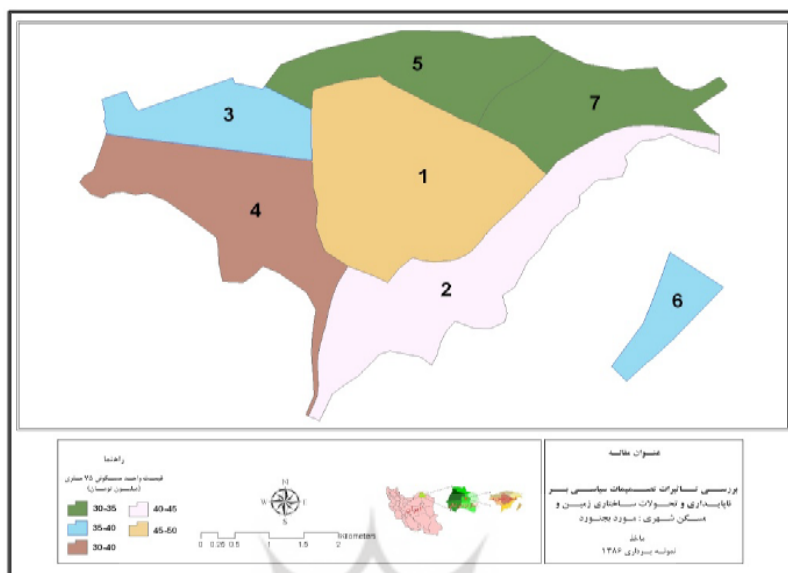 5
7
3
1
4
2
6
راهنما
قیمت واحد مسکونی ۷۵ متری
(میلیون تومان)
30-35
40-45
35-40
45-50
30-40
N
W
E
S
0 0.25 0.5 1 1.5 2
Kilometers
عنوان مقاله
بررسی تاثیرات تصمیمات سیاسی بر
ناپایداری و تحولات ساختاری زمین و
مسکن شهری : مورد بجنورد
ماخذ
نمونه برداری ۱۳۸۶